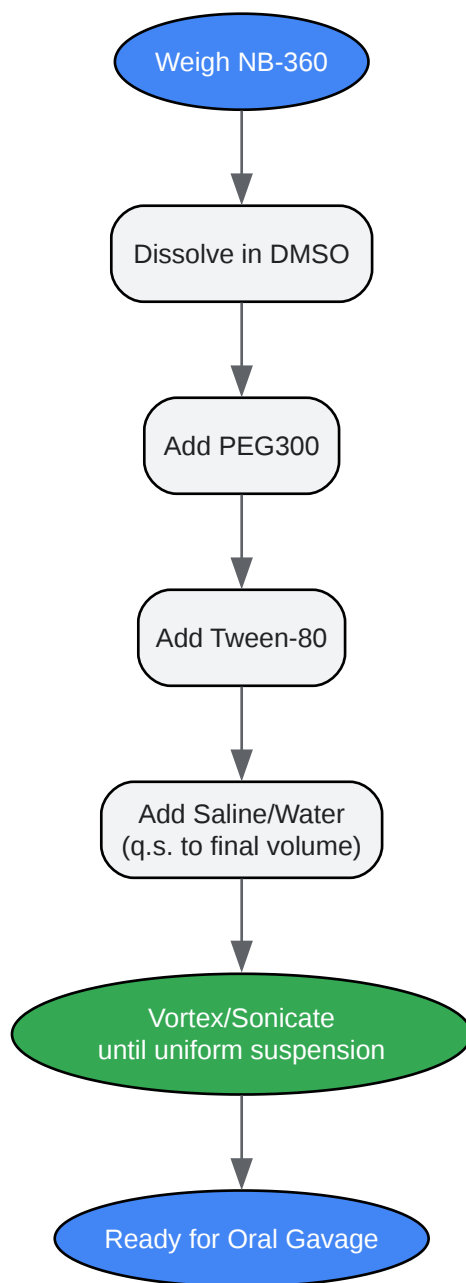 Weigh NB-360
Dissolve in DMSO
Add PEG300
Add Tween-80
Add Saline/Water
(q.s. to final volume)
Vortex/Sonicate
until uniform suspension
Ready for Oral Gavage